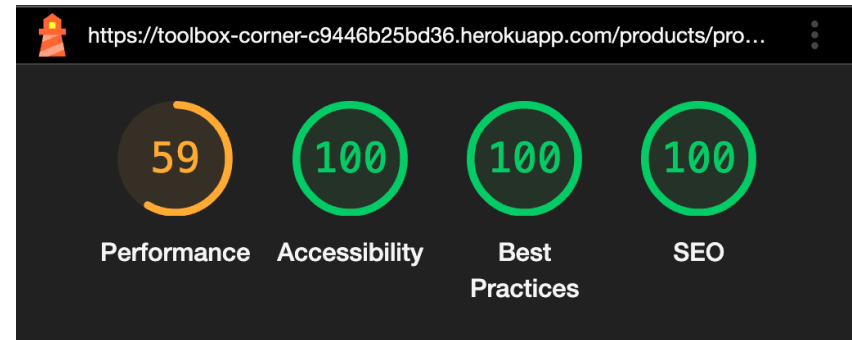 https://toolbox-corner-c9446b25bd36.herokuapp.com/products/pro...
59 100 100 100
Performance Accessibility Best Practices SEO